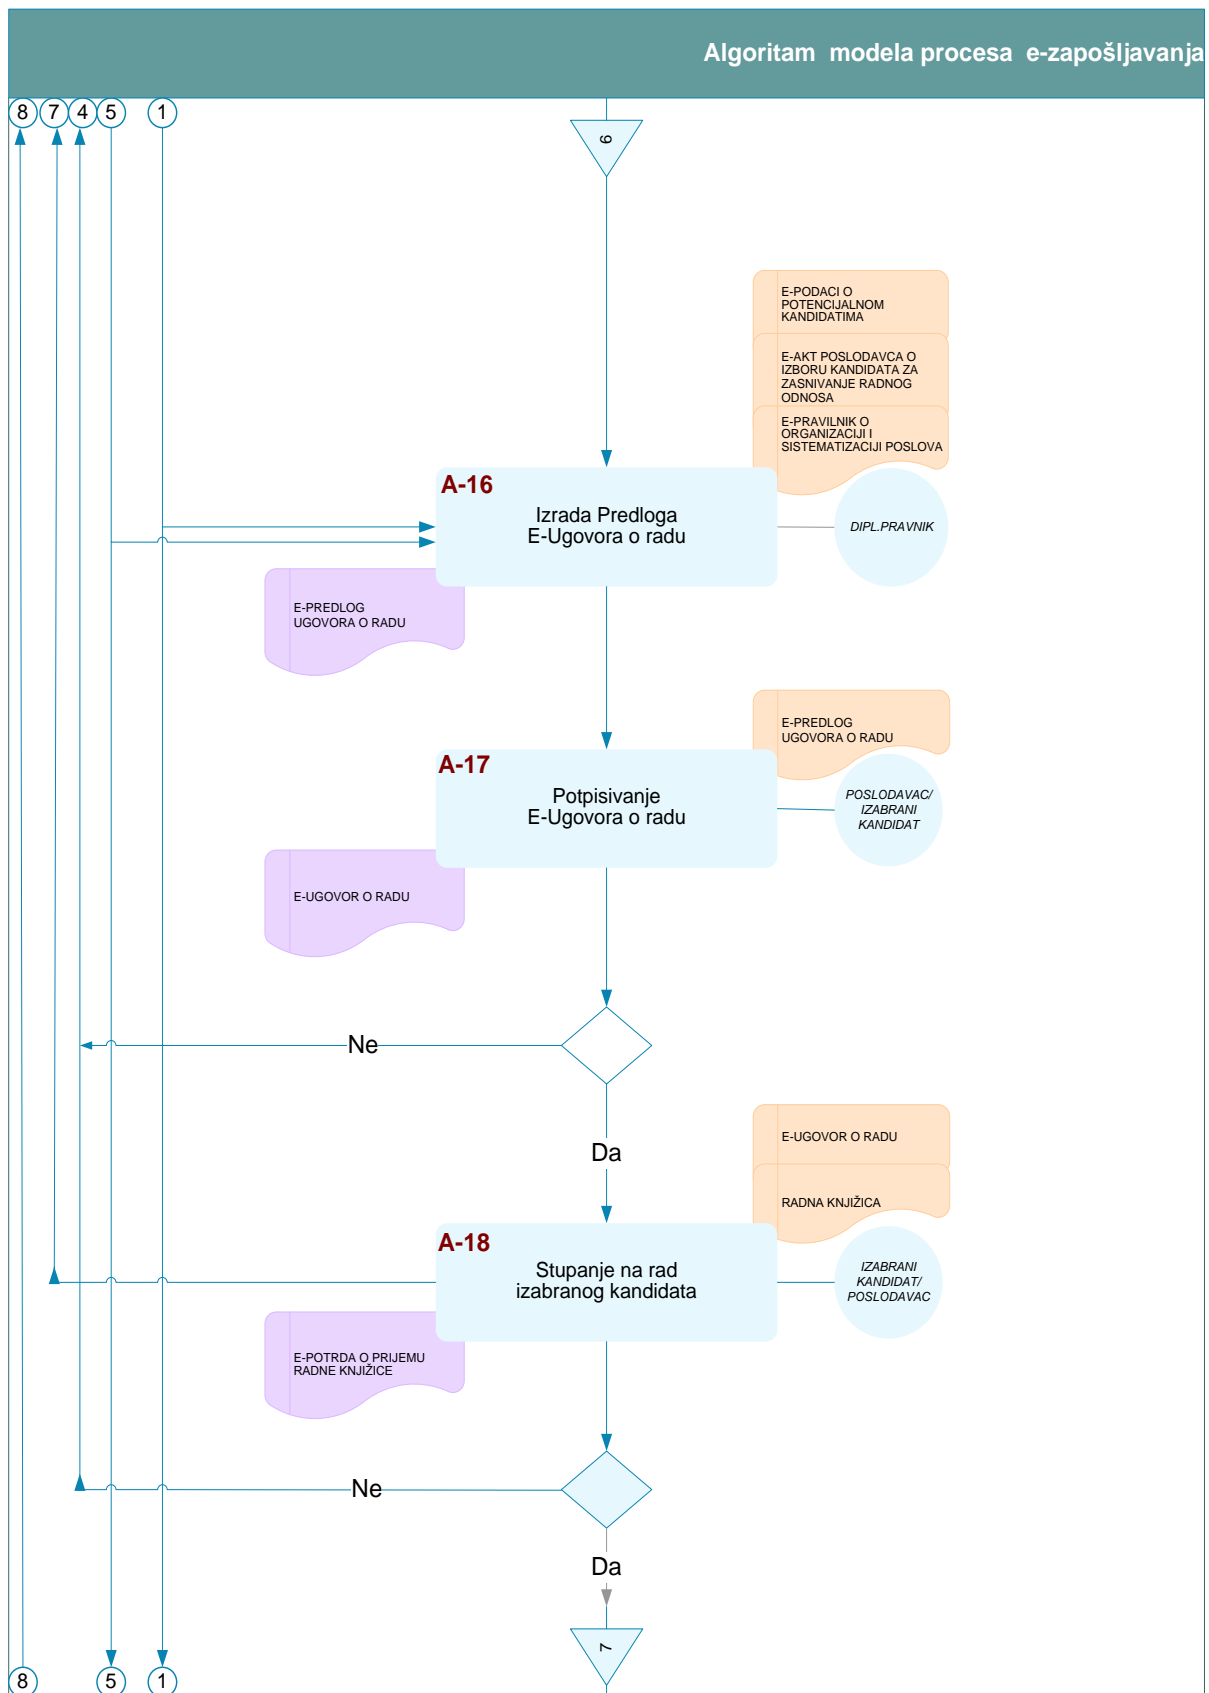 Algoritam modela procesa e-zapošljavanja
8 7 4 5 1
6
E-PODACI O
POTENCIJALNOM
KANDIDATIMA
E-AKT POSLODAVCA O
IZBORU KANDIDATA ZA
ZASNIVANJE RADNOG
ODNOSA
E-PRAVILNIK O
ORGANIZACIJI I
SISTEMATIZACIJI POSLOVA
A-16
Izrada Predloga
E-Ugovora o radu
DIPL.PRAVNIK
E-PREDLOG
UGOVORA O RADU
E-PREDLOG
UGOVORA O RADU
A-17
Potpisivanje
E-Ugovora o radu
POSLODAVAC/
IZABRANI
KANDIDAT
E-UGOVOR O RADU
Ne
Da
E-UGOVOR O RADU
RADNA KNJIŽICA
A-18
Stupanje na rad
izabranog kandidata
IZABRANI
KANDIDAT/
POSLODAVAC
E-POTRDA O PRIJEMU
RADNE KNJIŽICE
Ne
Da
7
8 5 1